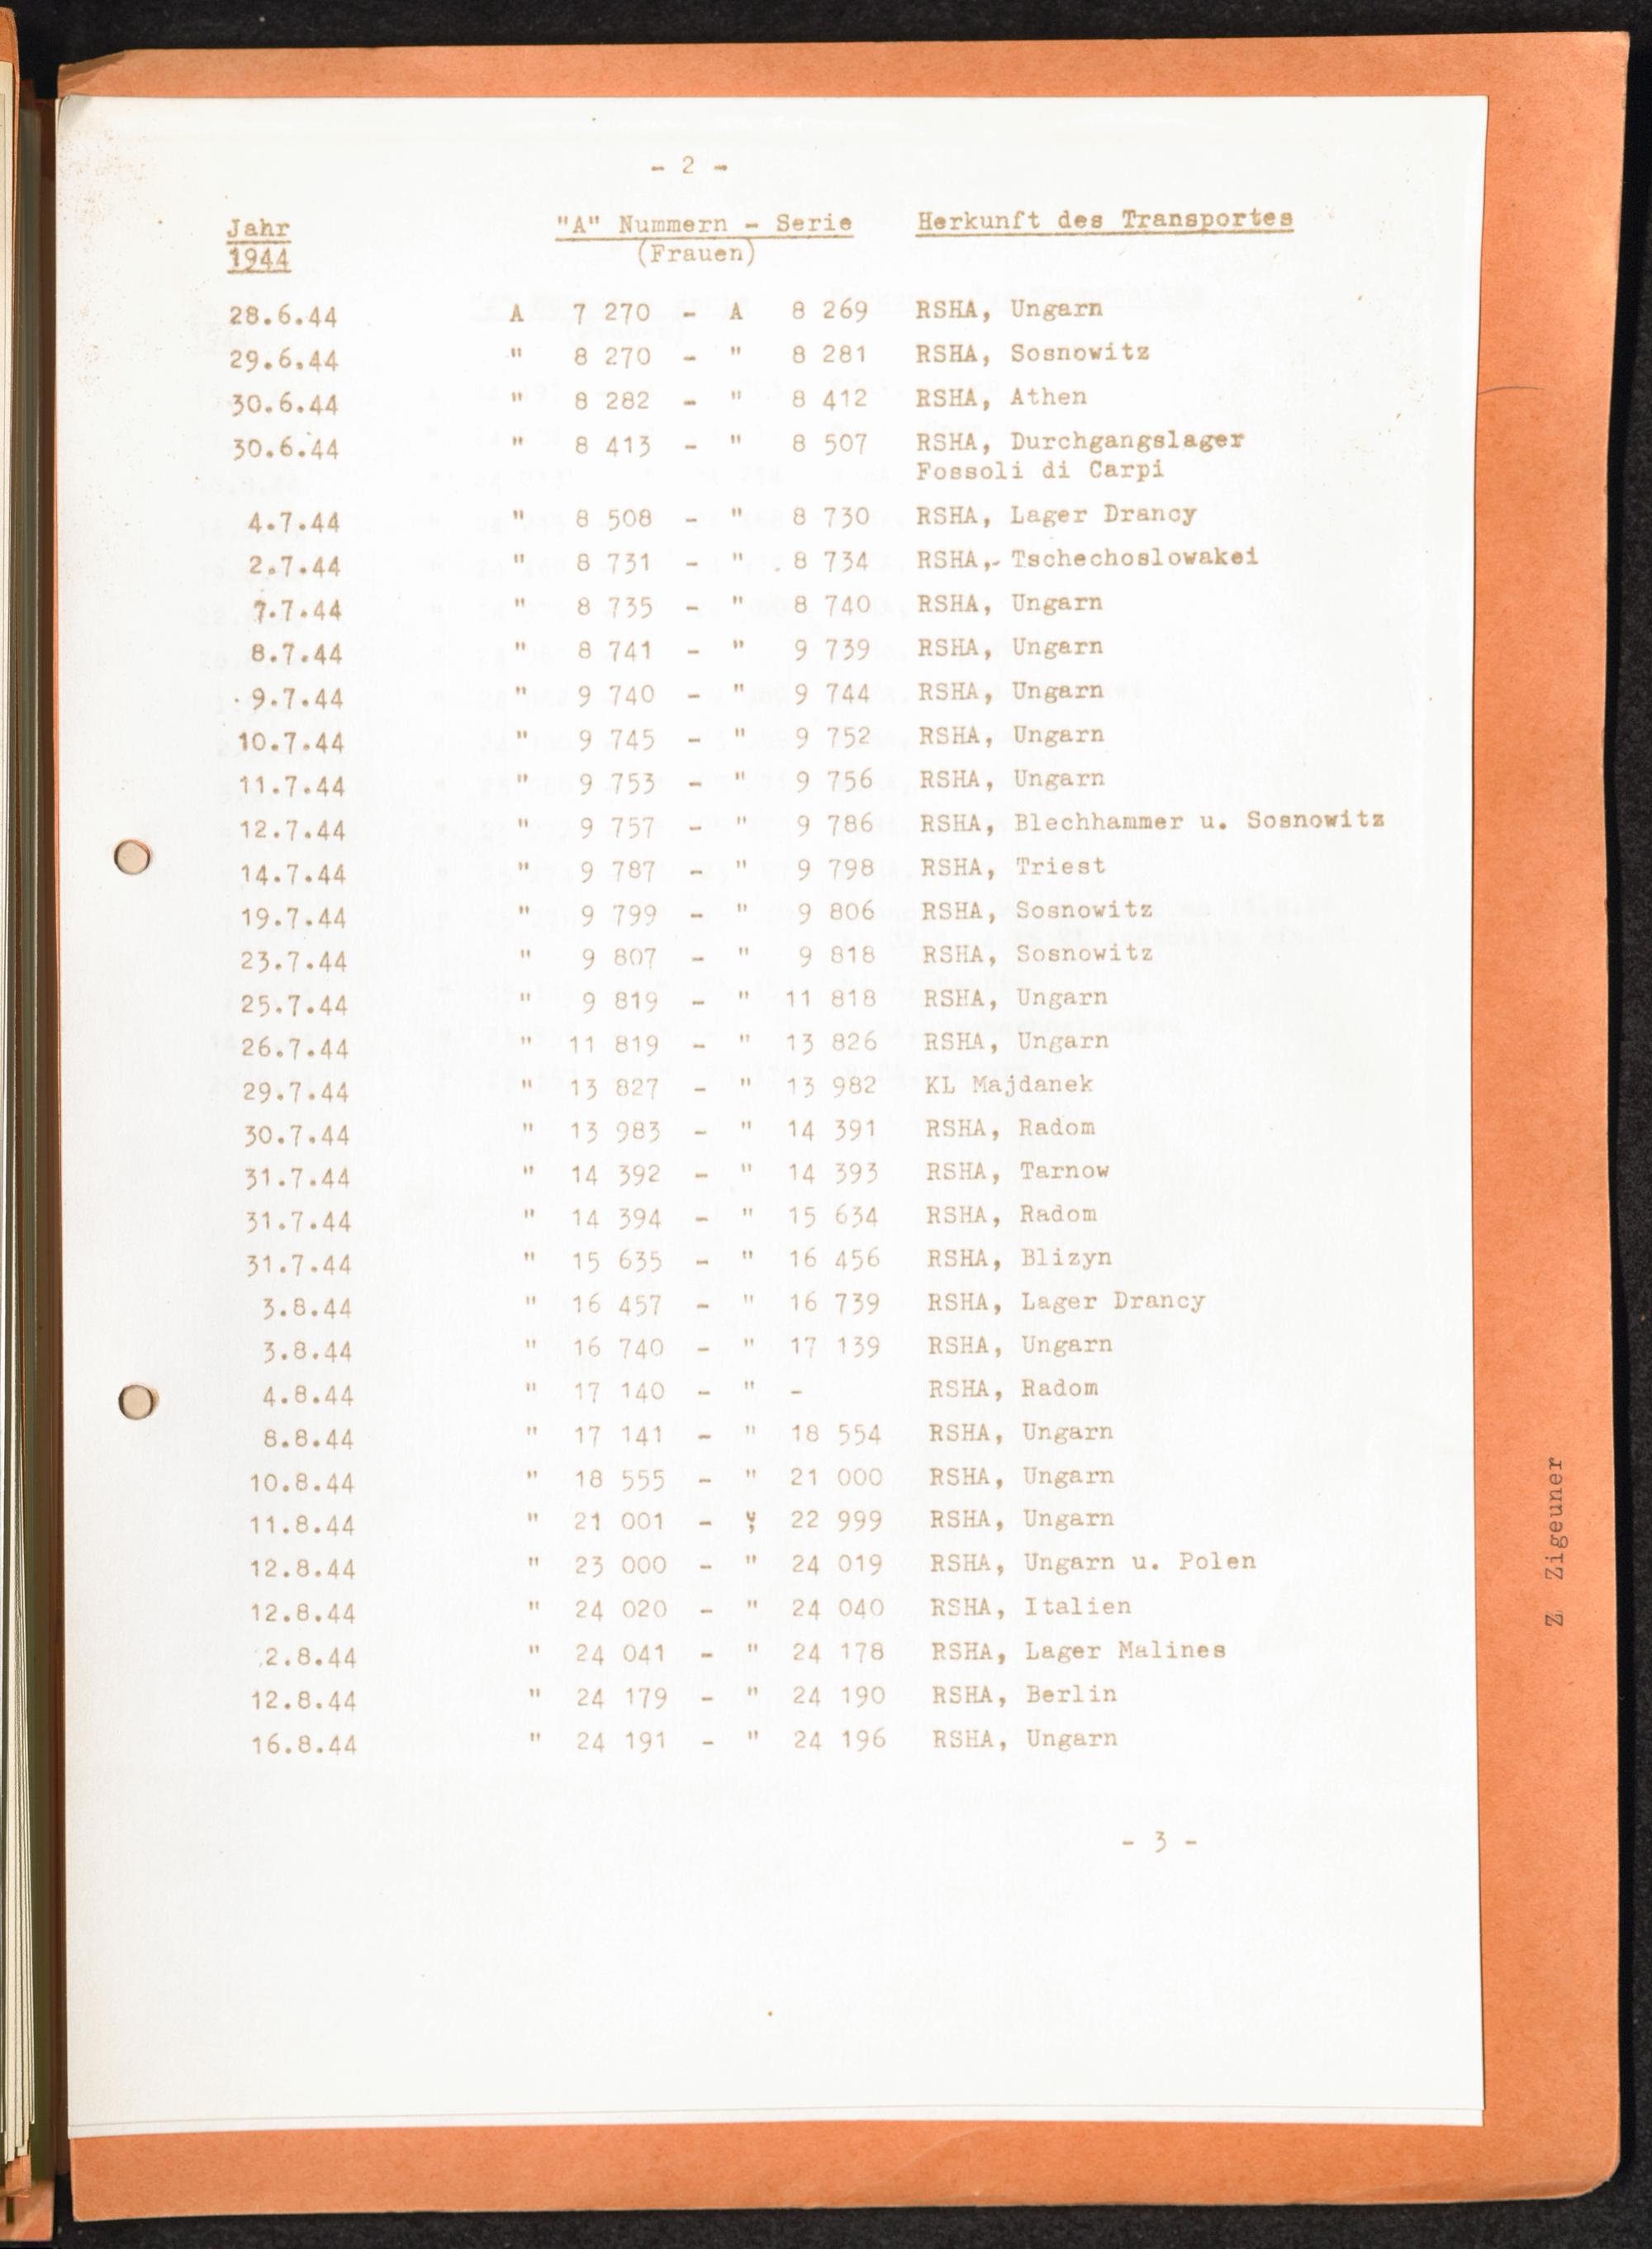 - 2 -
Jahr "A" Nummern - Serie Herkunft des Transportes
1944 (Frauen)
28.6.44 A 7 270 - A 8 269 RSHA, Ungarn
29.6.44 " 8 270 - " 8 281 RSHA, Sosnowitz
30.6.44 " 8 282 - " 8 412 RSHA, Athen
30.6.44 " 8 413 - " 8 507 RSHA, Durchgangslager
Fossoli di Carpi
4.7.44 " 8 508 - " 8 730 RSHA, Lager Drancy
2.7.44 " 8 731 - " 8 734 RSHA, Tschechoslowakei
7.7.44 " 8 735 - " 8 740 RSHA, Ungarn
8.7.44 " 8 741 - " 9 739 RSHA, Ungarn
9.7.44 " 9 740 - " 9 744 RSHA, Ungarn
10.7.44 " 9 745 - " 9 752 RSHA, Ungarn
11.7.44 " 9 753 - " 9 756 RSHA, Ungarn
12.7.44 " 9 757 - " 9 786 RSHA, Blechhammer u. Sosnowitz
14.7.44 " 9 787 - " 9 798 RSHA, Triest
19.7.44 " 9 799 - " 9 806 RSHA, Sosnowitz
23.7.44 " 9 807 - " 9 818 RSHA, Sosnowitz
25.7.44 " 9 819 - " 11 818 RSHA, Ungarn
26.7.44 " 11 819 - " 13 826 RSHA, Ungarn
29.7.44 " 13 827 - " 13 982 KL Majdanek
30.7.44 " 13 983 - " 14 391 RSHA, Radom
31.7.44 " 14 392 - " 14 393 RSHA, Tarnow
31.7.44 " 14 394 - " 15 634 RSHA, Radom
31.7.44 " 15 635 - " 16 456 RSHA, Blizyn
3.8.44 " 16 457 - " 16 739 RSHA, Lager Drancy
3.8.44 " 16 740 - " 17 139 RSHA, Ungarn
4.8.44 " 17 140 - " - RSHA, Radom
8.8.44 " 17 141 - " 18 554 RSHA, Ungarn
10.8.44 " 18 555 - " 21 000 RSHA, Ungarn
11.8.44 " 21 001 - " 22 999 RSHA, Ungarn
12.8.44 " 23 000 - " 24 019 RSHA, Ungarn u. Polen
12.8.44 " 24 020 - " 24 040 RSHA, Italien
2.8.44 " 24 041 - " 24 178 RSHA, Lager Malines
12.8.44 " 24 179 - " 24 190 RSHA, Berlin
16.8.44 " 24 191 - " 24 196 RSHA, Ungarn
- 3 -
Z Zigeuner